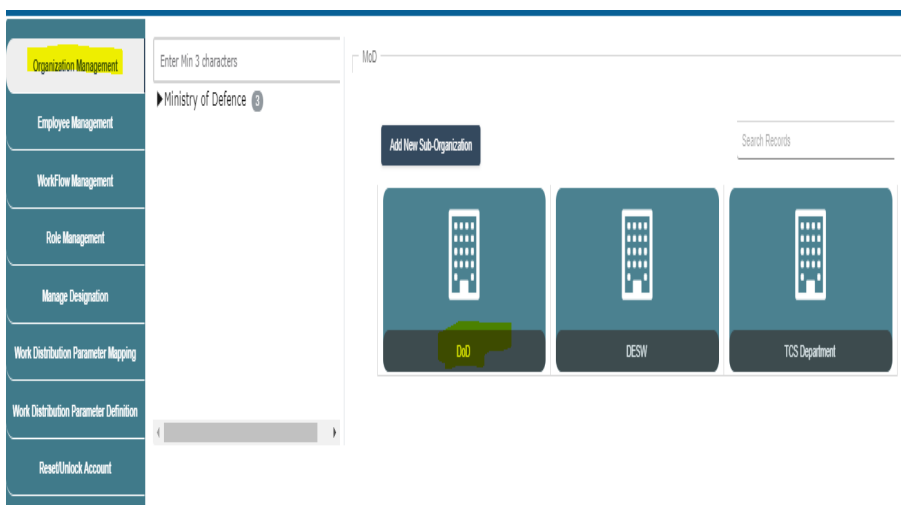 Organization Management
Employee Management
WorkFlow Management
Role Management
Manage Designation
Work Distribution Parameter Mapping
Work Distribution Parameter Definition
Reset/Unlock Account
Enter Min 3 characters
Ministry of Defence 3
MoD
Add New Sub-Organization
Search Records
DoD
DESW
TCS Department